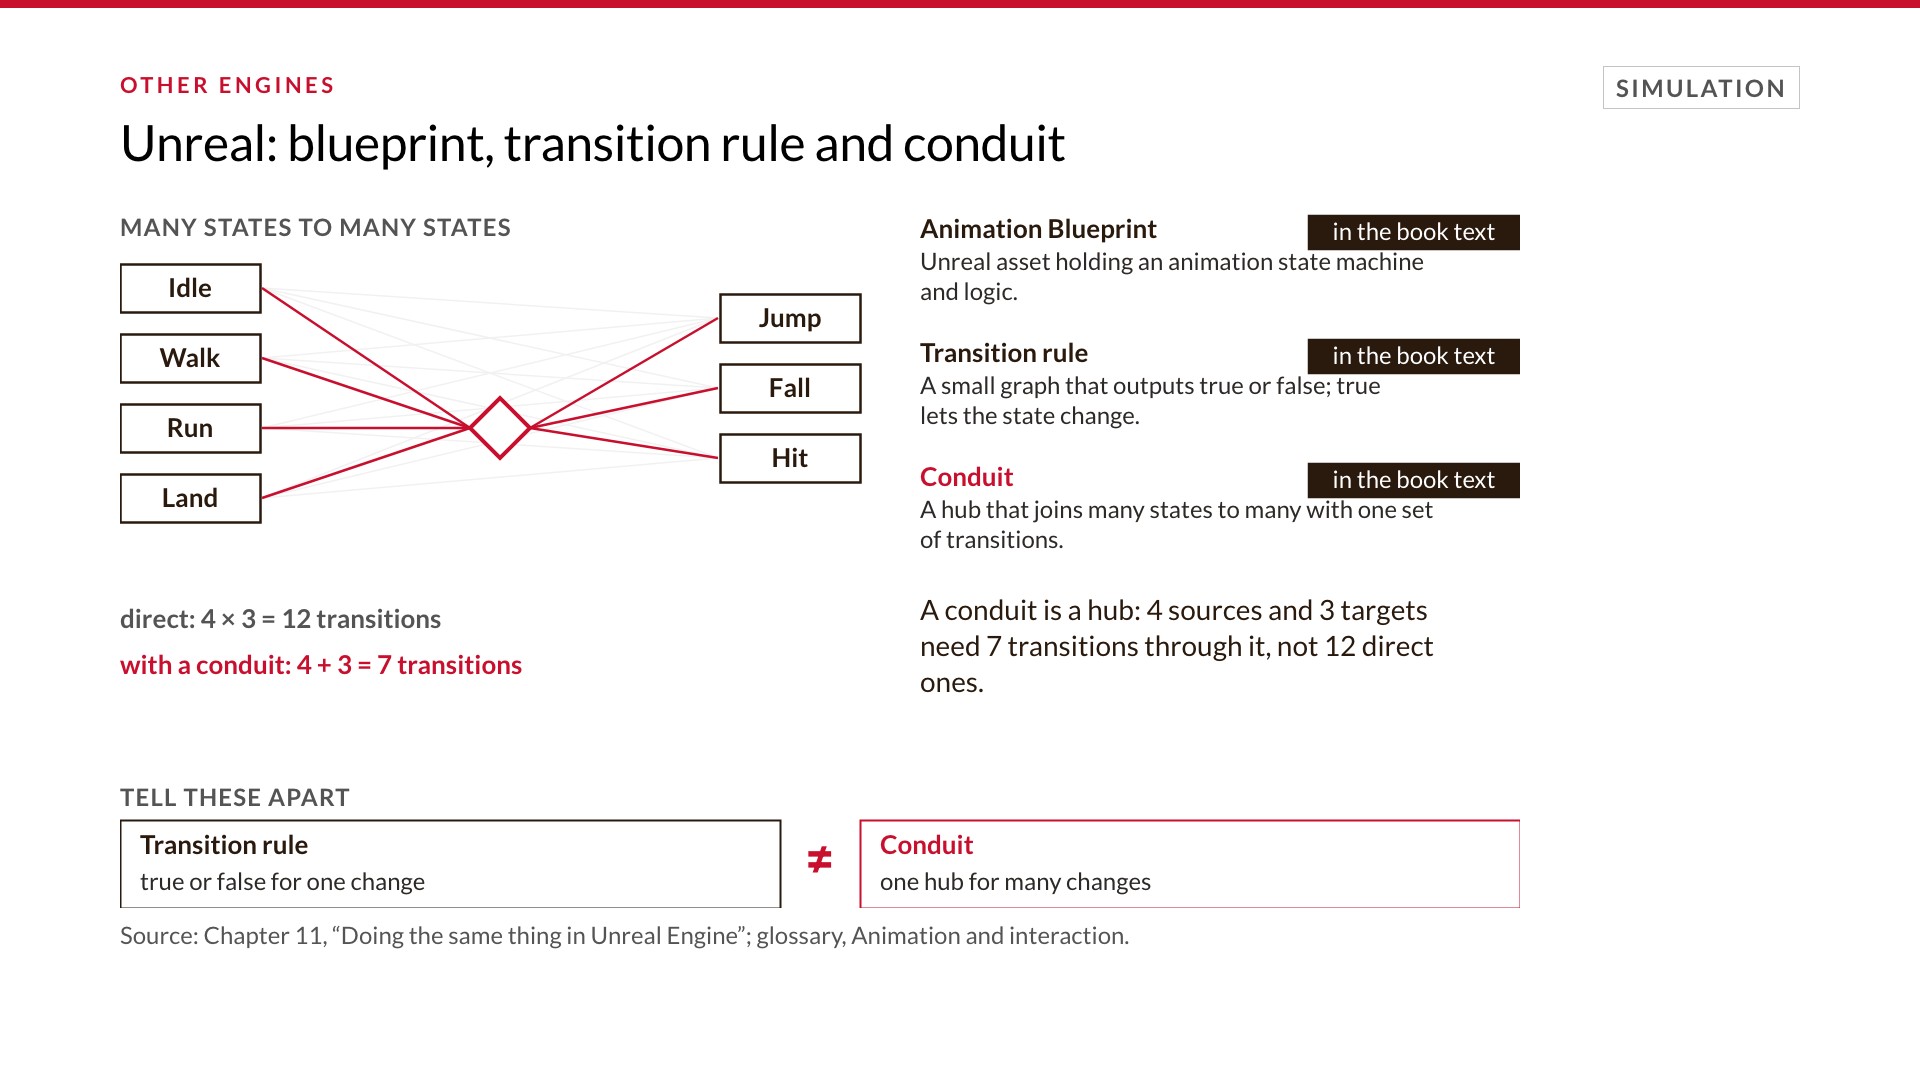 OTHER ENGINES
SIMULATION
Unreal: blueprint, transition rule and conduit
MANY STATES TO MANY STATES
Idle
Walk
Run
Land
Jump
Fall
Hit
direct: 4 × 3 = 12 transitions
with a conduit: 4 + 3 = 7 transitions
Animation Blueprint
in the book text
Unreal asset holding an animation state machine
and logic.
Transition rule
in the book text
A small graph that outputs true or false; true
lets the state change.
Conduit
in the book text
A hub that joins many states to many with one set
of transitions.
A conduit is a hub: 4 sources and 3 targets
need 7 transitions through it, not 12 direct
ones.
TELL THESE APART
Transition rule
true or false for one change
≠
Conduit
one hub for many changes
Source: Chapter 11, “Doing the same thing in Unreal Engine”; glossary, Animation and interaction.